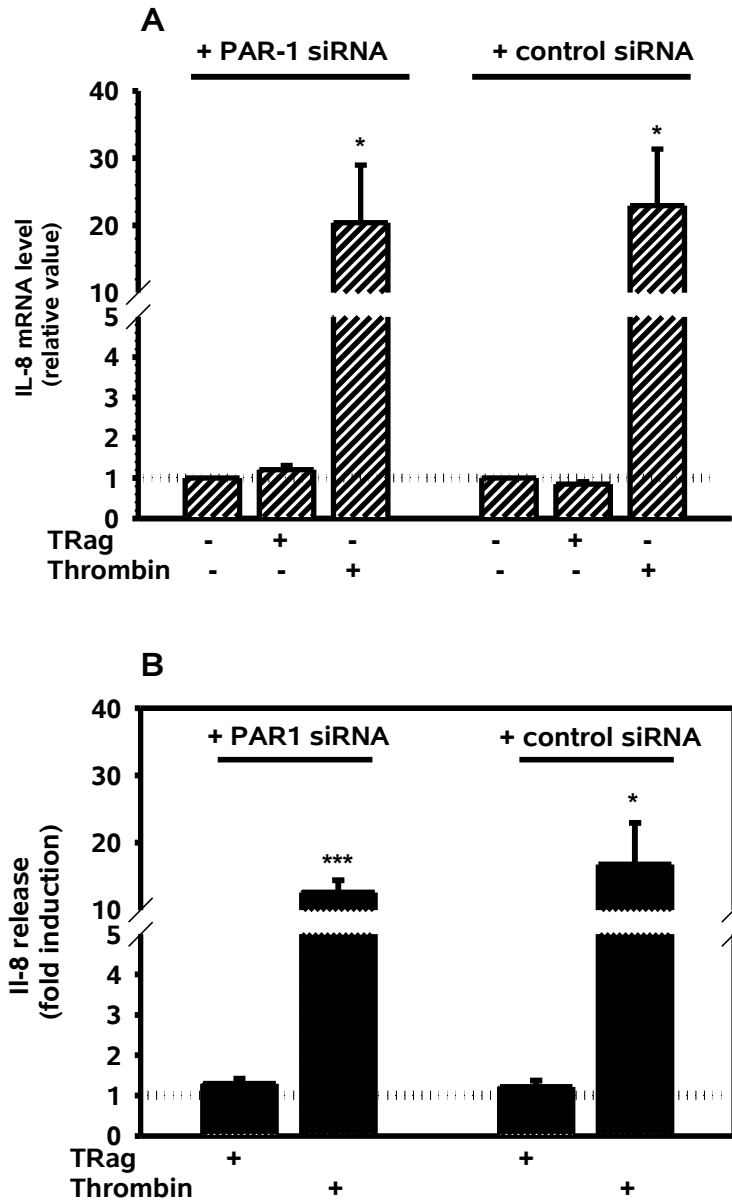 A
+ PAR-1 siRNA + control siRNA
40
*
*
30
20
10
5
4
3
2
1
0
IL-8 mRNA level
(relative value)
TRag - + - - + -
Thrombin - - + - - +
B
40
+ PAR1 siRNA + control siRNA
30
*
20
***
10
5
4
3
2
1
0
Il-8 release
(fold induction)
TRag + +
Thrombin + +